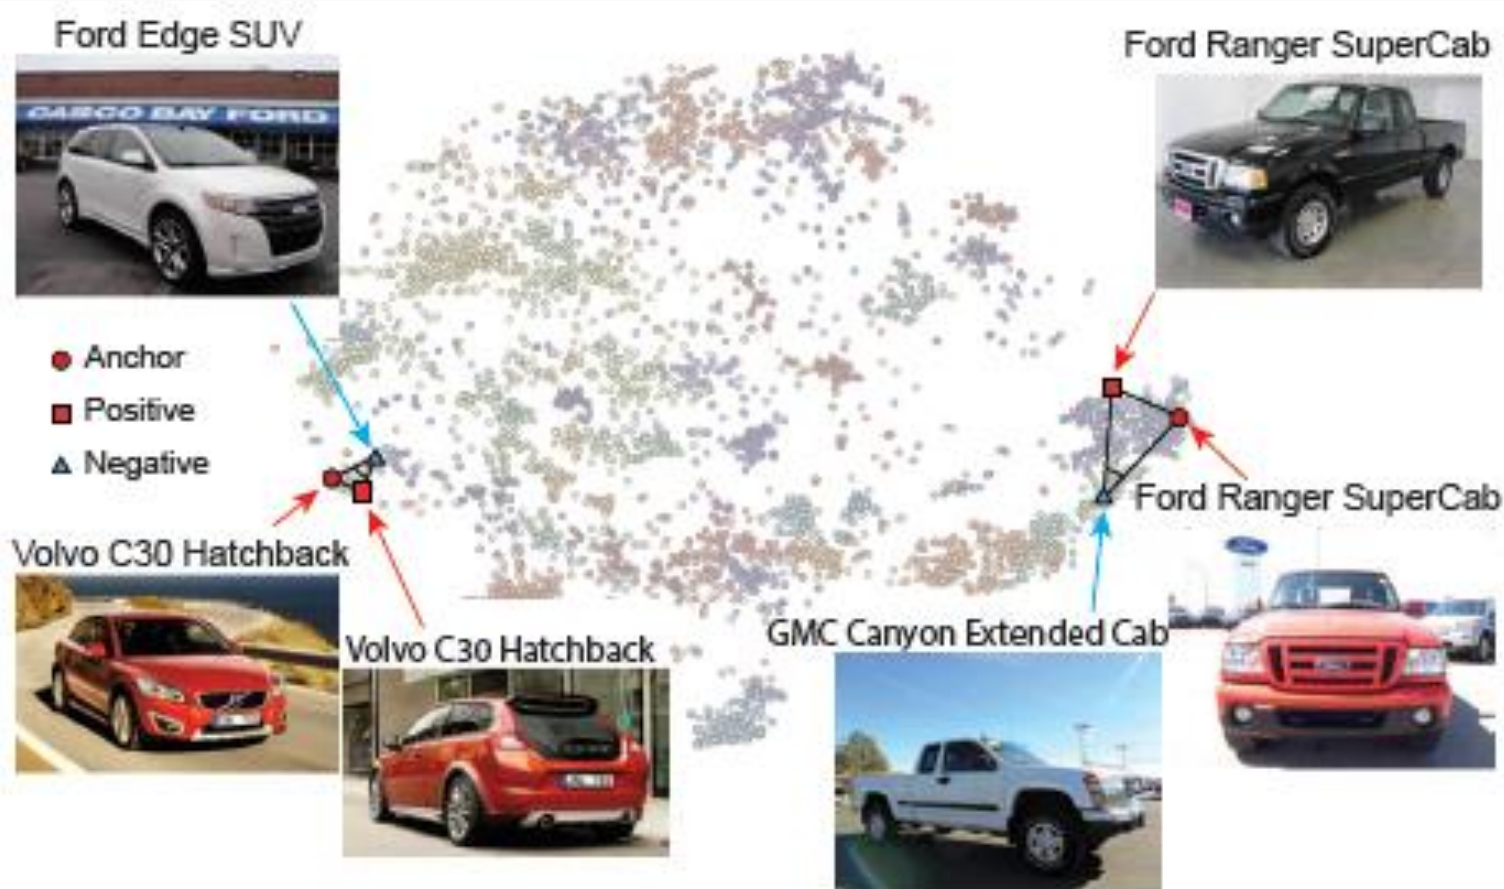 Ford Edge SUV
Ford Ranger SuperCab
CASCO BAY FORD
Anchor
Positive
Negative
Ford Ranger SuperCab
Volvo C30 Hatchback
Volvo C30 Hatchback
GMC Canyon Extended Cab